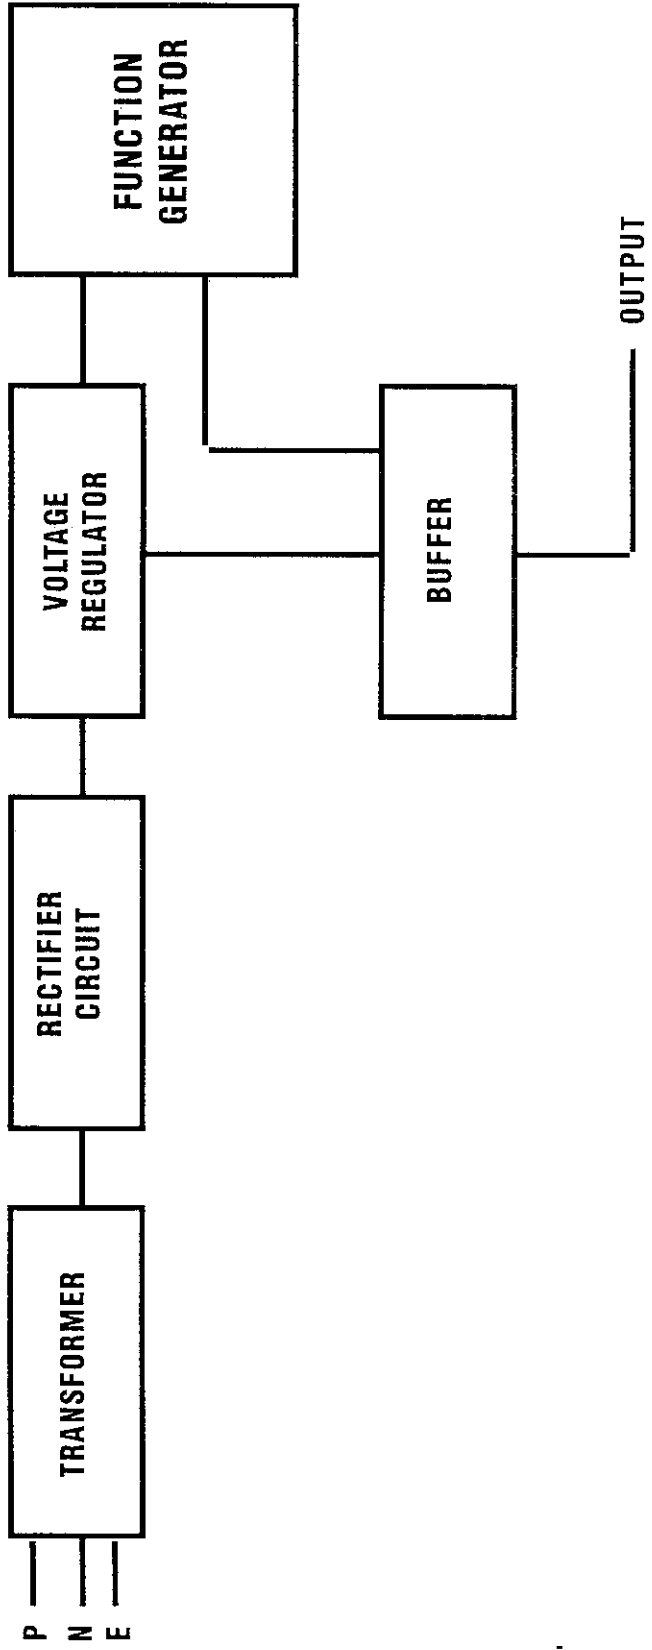 P
N
E
TRANSFORMER
RECTIFIER
CIRCUIT
VOLTAGE
REGULATOR
FUNCTION
GENERATOR
BUFFER
OUTPUT